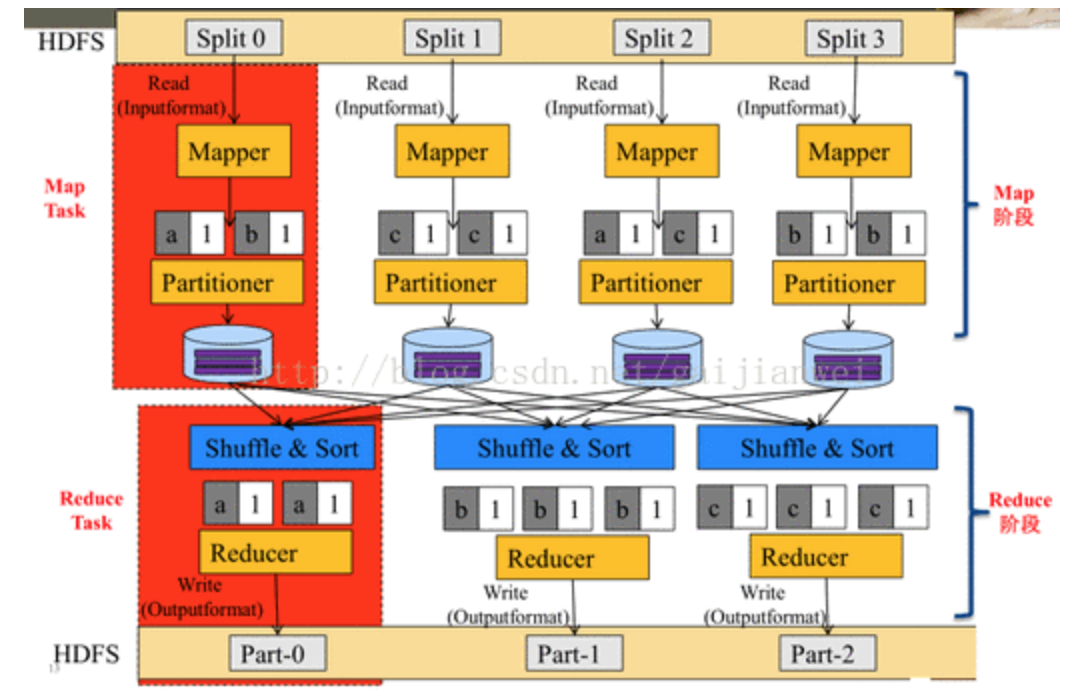 HDFS
Split 0
Split 1
Split 2
Split 3
Read
(Inputformat)
Read
(Inputformat)
Read
(Inputformat)
Read
(Inputformat)
Mapper
Mapper
Mapper
Mapper
Map
Task
Map
阶段
a 1 b 1
c 1 c 1
a 1 c 1
b 1 b 1
Partitioner
Partitioner
Partitioner
Partitioner
http://blog.csdn.net/gaijianwei
Shuffle & Sort
Shuffle & Sort
Shuffle & Sort
Reduce
Task
Reduce
阶段
a 1 a 1
b 1 b 1 b 1
c 1 c 1 c 1
Reducer
Reducer
Reducer
Write
(Outputformat)
Write
(Outputformat)
Write
(Outputformat)
HDFS
Part-0
Part-1
Part-2
13